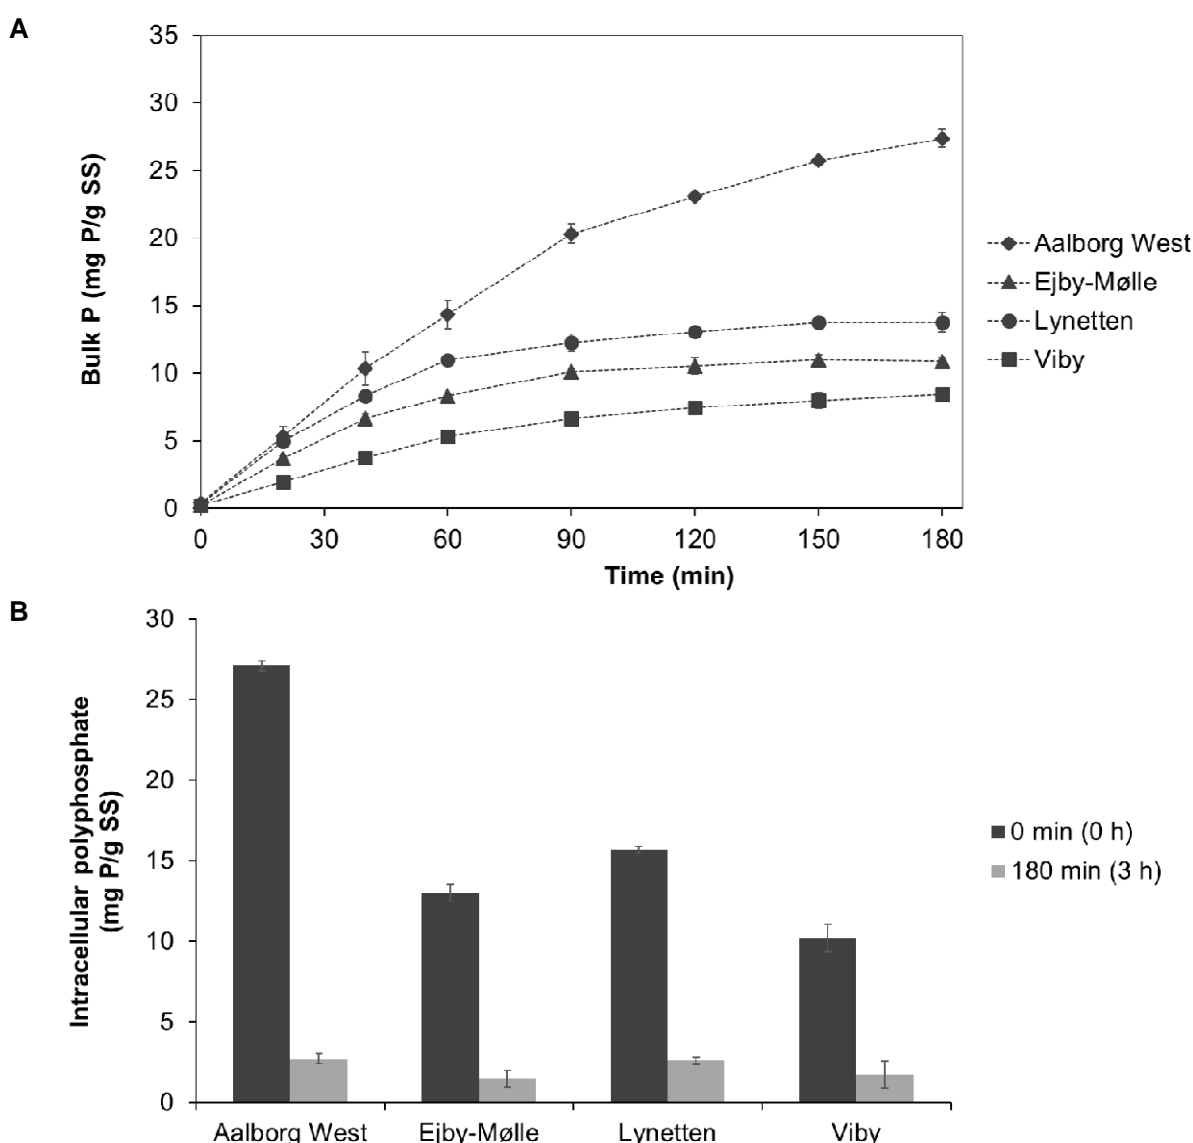 A
35
30
25
20
15
10
5
0
Bulk P (mg P/g SS)
0 30 60 90 120 150 180
Time (min)
Aalborg West
Ejby-Mølle
Lynetten
Viby
B
30
25
20
15
10
5
0
Intracellular polyphosphate
(mg P/g SS)
Aalborg West Ejby-Mølle Lynetten Viby
0 min (0 h)
180 min (3 h)